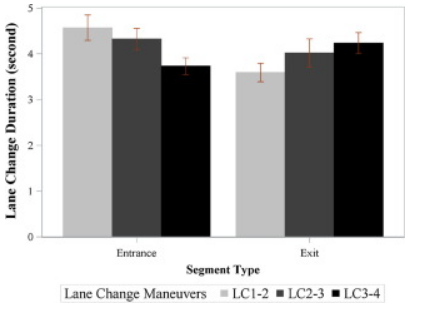 5
4
3
2
1
0
Lane Change Duration (second)
Entrance
Exit
Segment Type
Lane Change Maneuvers LC1-2 LC2-3 LC3-4